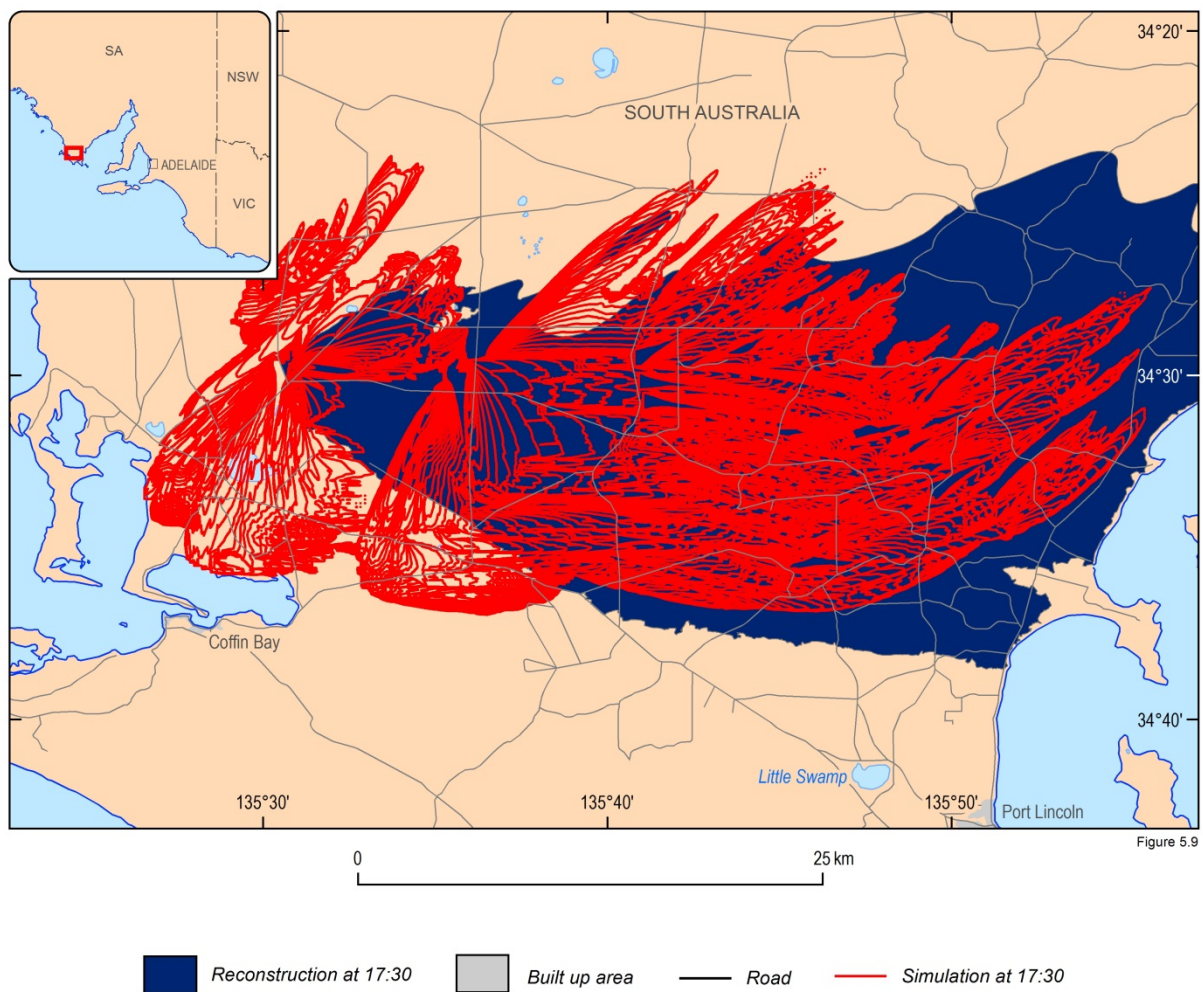 SA
NSW
ADELAIDE
VIC
34°20'
SOUTH AUSTRALIA
34°30'
Coffin Bay
34°40'
Little Swamp
135°30' 135°40' 135°50'
Port Lincoln
Figure 5.9
0 25 km
Reconstruction at 17:30 Built up area Road Simulation at 17:30